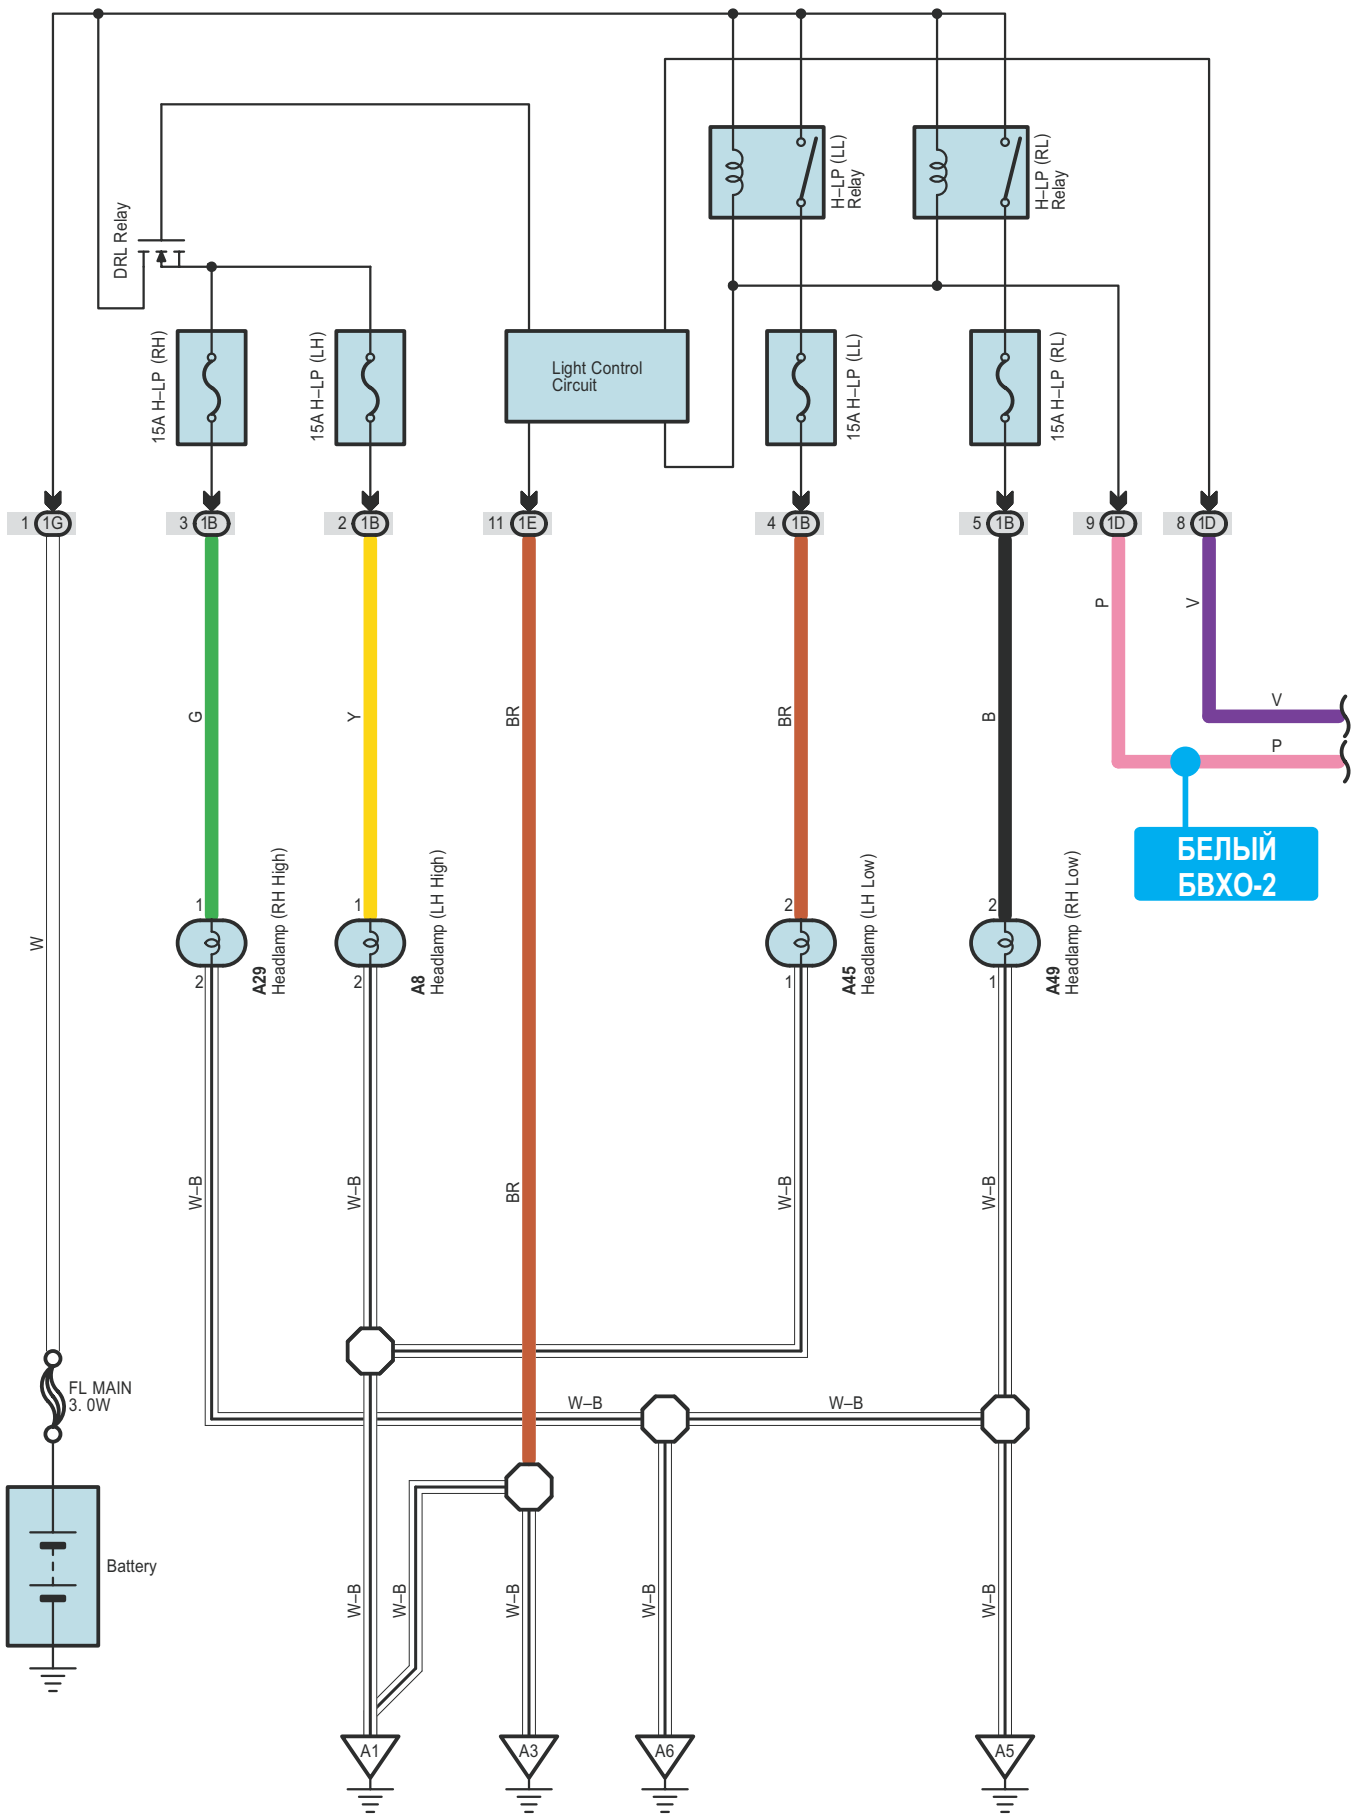 H–LP (LL)
Relay
H–LP (RL)
Relay
DRL Relay
15A H–LP (RH)
15A H–LP (LH)
Light Control
Circuit
15A H–LP (LL)
15A H–LP (RL)
1 1G
3 1B
2 1B
11 1E
4 1B
5 1B
9 1D
8 1D
P
V
G
Y
BR
BR
B
V
P
БЕЛЫЙ
БВХО-2
W
1
A29
Headlamp (RH High)
2
1
A8
Headlamp (LH High)
2
2
A45
Headlamp (LH Low)
1
2
A49
Headlamp (RH Low)
1
W–B
W–B
BR
W–B
W–B
FL MAIN
3. 0W
W–B
W–B
Battery
W–B
W–B
W–B
W–B
W–B
A1
A3
A6
A5